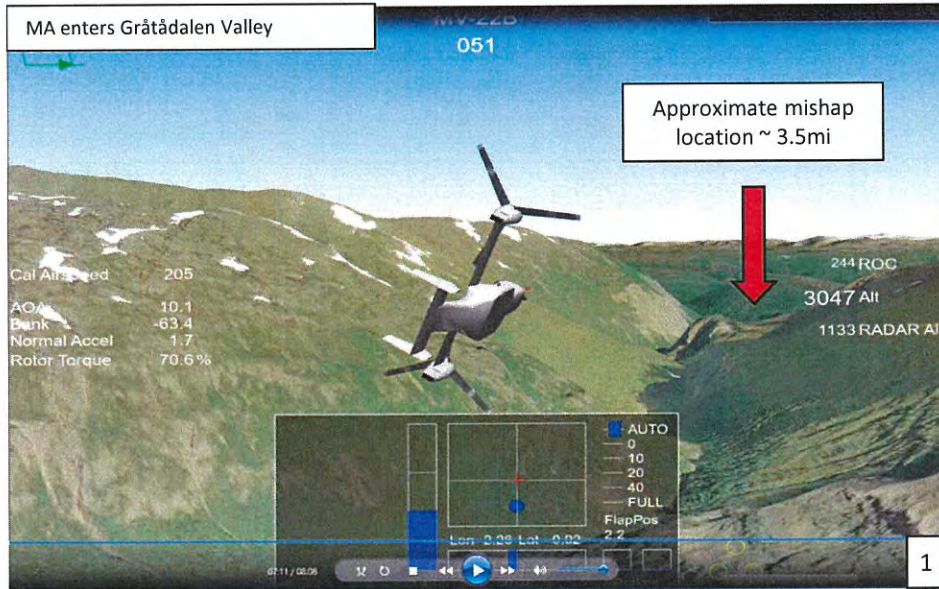 MA enters Gråtådalen Valley
MV-22B
051
Approximate mishap
location ~ 3.5mi
Cal Airspeed 205
AOA 10.1
Bank -63.4
Normal Accel 1.7
Rotor Torque 70.6%
244 ROC
3047 Alt
1133 RADAR Al
AUTO
0
10
20
40
FULL
FlapPos
2.2
Lon -2.28 Lat -0.02
07:11 / 08:08
1